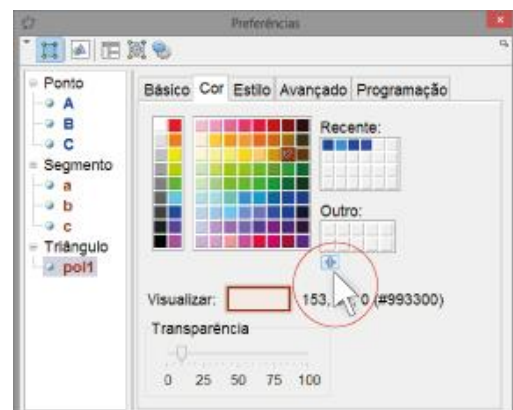 Preferências
Ponto
A
B
C
Segmento
a
b
c
Triângulo
pol1
Básico Cor Estilo Avançado Programação
Recente:
Outro:
Visualizar: 153, 0 (#993300)
Transparência
0 25 50 75 100